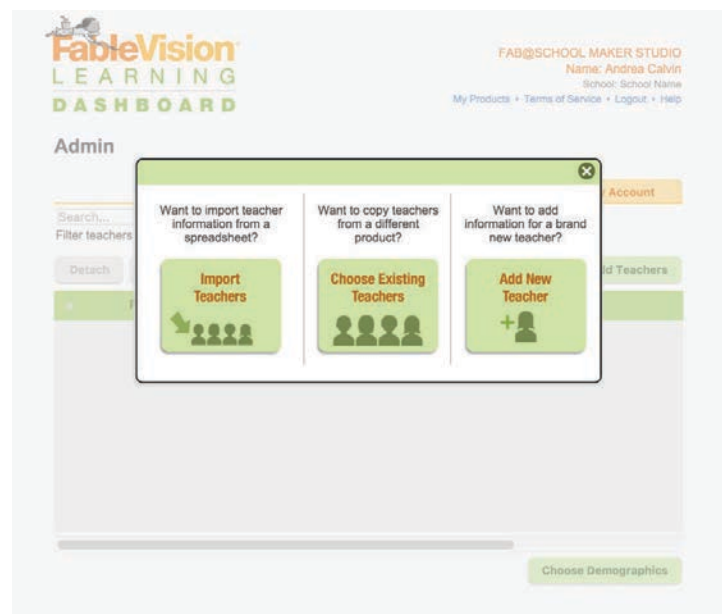 FableVision
LEARNING
DASHBOARD
FAB@SCHOOL MAKER STUDIO
Name: Andrea Calvin
School: School Name
My Products • Terms of Service • Logout • Help
Admin
Account
Search...
Filter teachers
Want to import teacher
information from a
spreadsheet?
Import
Teachers
Want to copy teachers
from a different
product?
Choose Existing
Teachers
Want to add
information for a brand
new teacher?
Add New
Teacher
Detach
Teachers
Choose Demographics